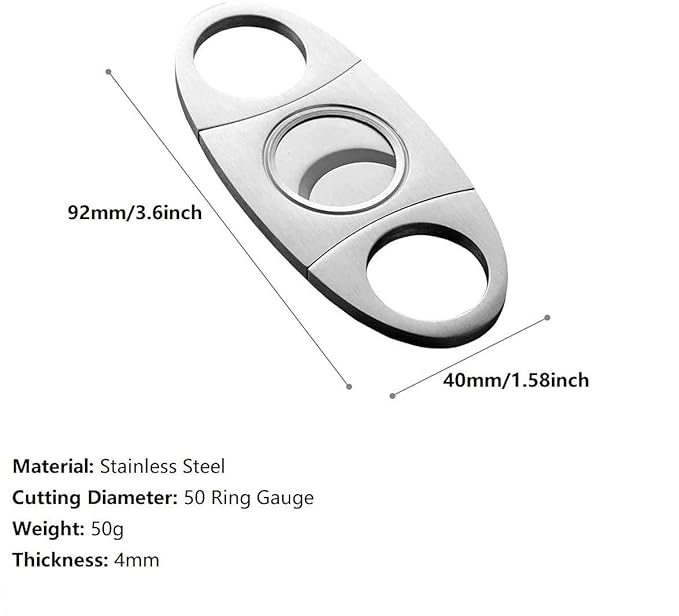 92mm/3.6inch
40mm/1.58inch
Material: Stainless Steel
Cutting Diameter: 50 Ring Gauge
Weight: 50g
Thickness: 4mm